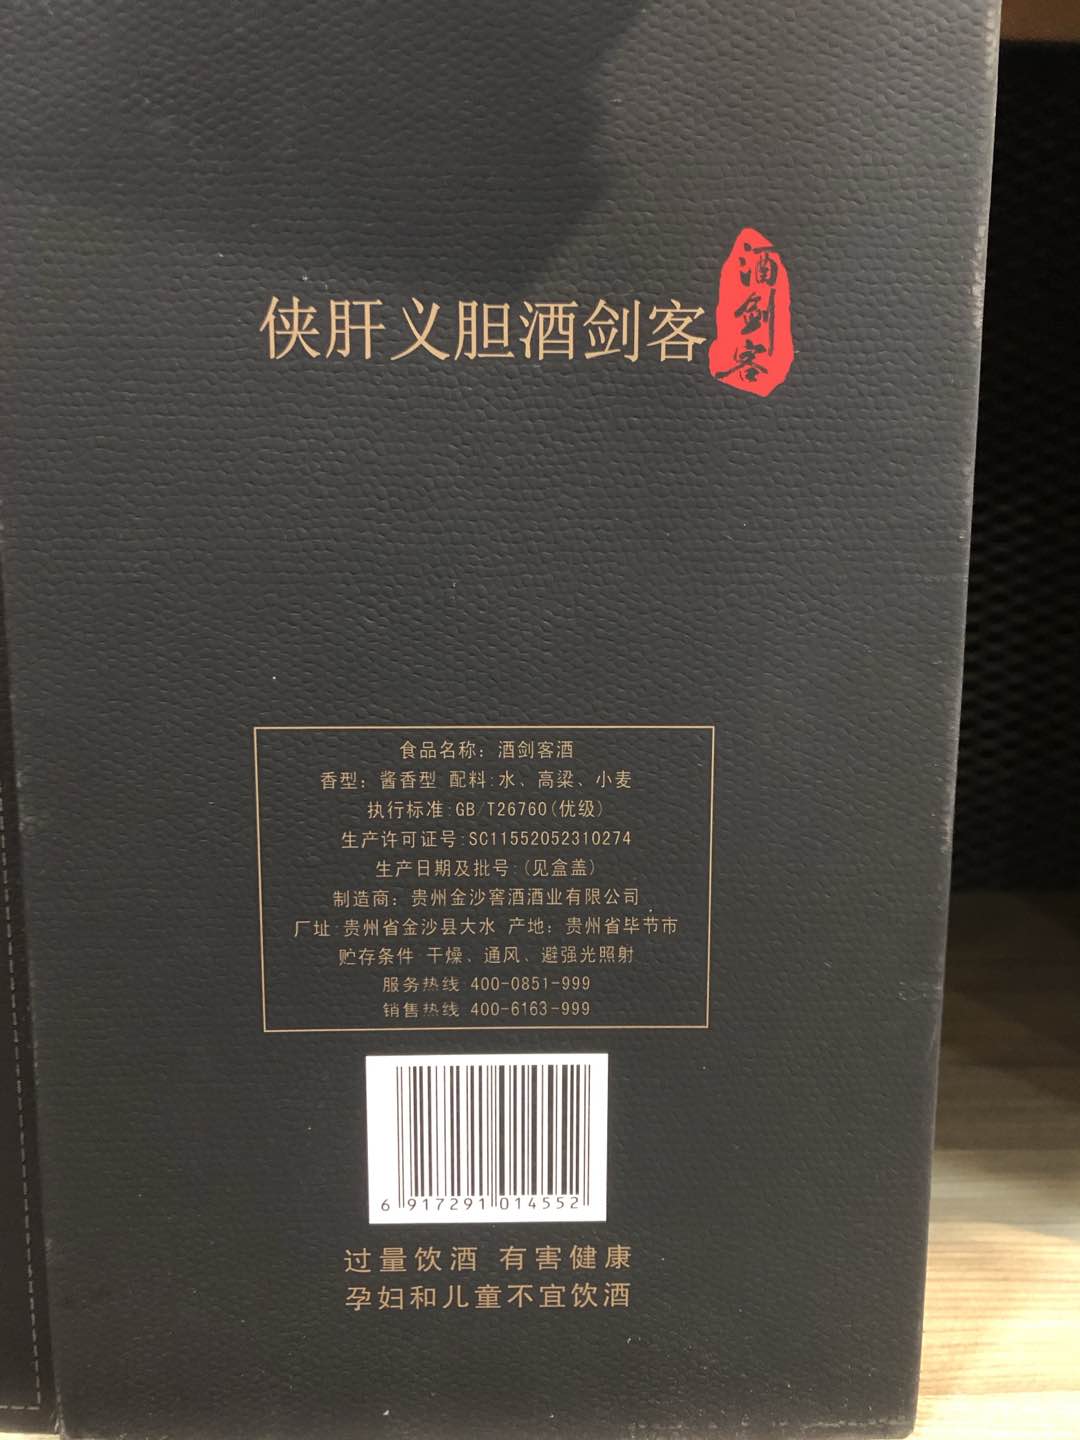 侠肝义胆酒剑客
酒剑客
食品名称：酒剑客酒
香型：酱香型 配料:水、高粱、小麦
执行标准:GB/T26760(优级)
生产许可证号:SC11552052310274
生产日期及批号:(见盒盖)
制造商：贵州金沙窖酒酒业有限公司
厂址:贵州省金沙县大水 产地：贵州省毕节市
贮存条件 干燥、通风、避强光照射
服务热线 400-0851-999
销售热线 400-6163-999
6 917291 014552
过量饮酒 有害健康
孕妇和儿童不宜饮酒